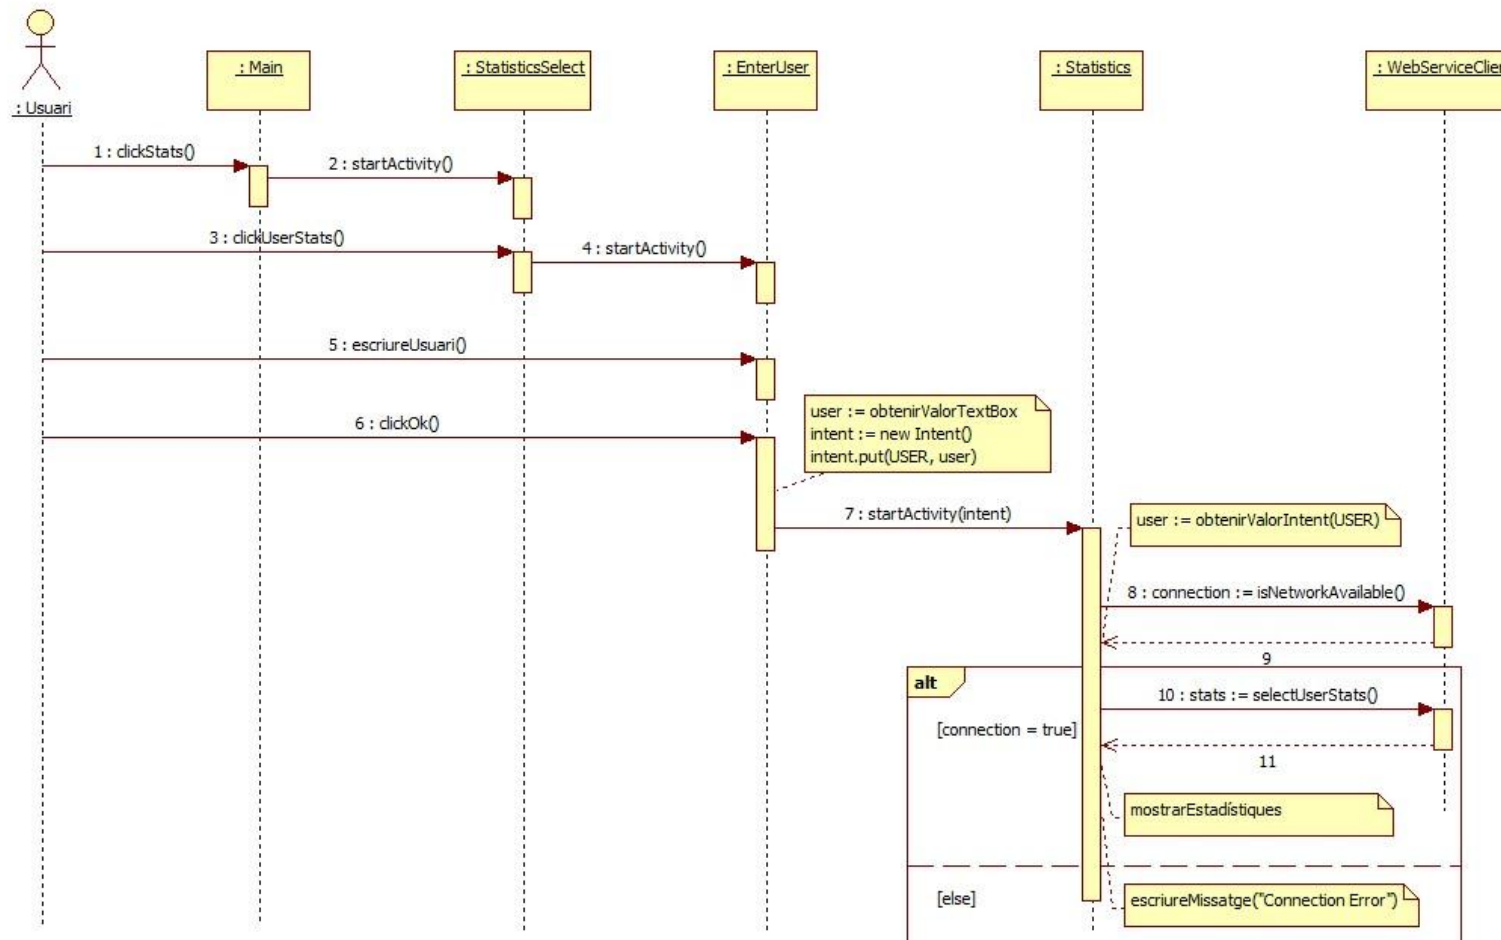 : Usuari
: Main
: StatisticsSelect
: EnterUser
: Statistics
: WebServiceClien
1 : clickStats()
2 : startActivity()
3 : clickUserStats()
4 : startActivity()
5 : escriureUsuari()
6 : clickOk()
user := obtenirValorTextBox
intent := new Intent()
intent.put(USER, user)
7 : startActivity(intent)
user := obtenirValorIntent(USER)
8 : connection := isNetworkAvailable()
9
alt
10 : stats := selectUserStats()
[connection = true]
11
mostrarEstadístiques
[else]
escriureMissatge("Connection Error")